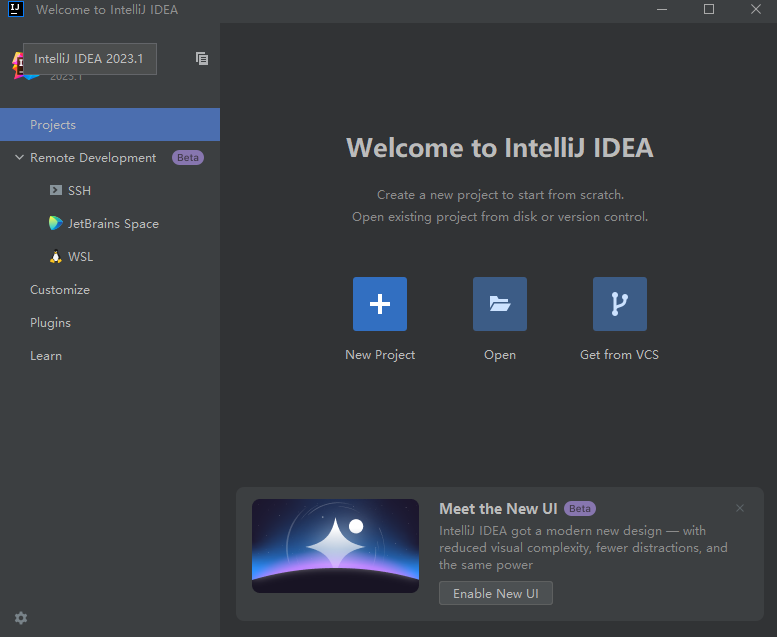 Welcome to IntelliJ IDEA
IntelliJ IDEA 2023.1
2023.1
Projects
Remote Development Beta
SSH
JetBrains Space
WSL
Customize
Plugins
Learn
Welcome to IntelliJ IDEA
Create a new project to start from scratch.
Open existing project from disk or version control.
New Project
Open
Get from VCS
Meet the New UI Beta
IntelliJ IDEA got a modern new design — with
reduced visual complexity, fewer distractions, and
the same power
Enable New UI